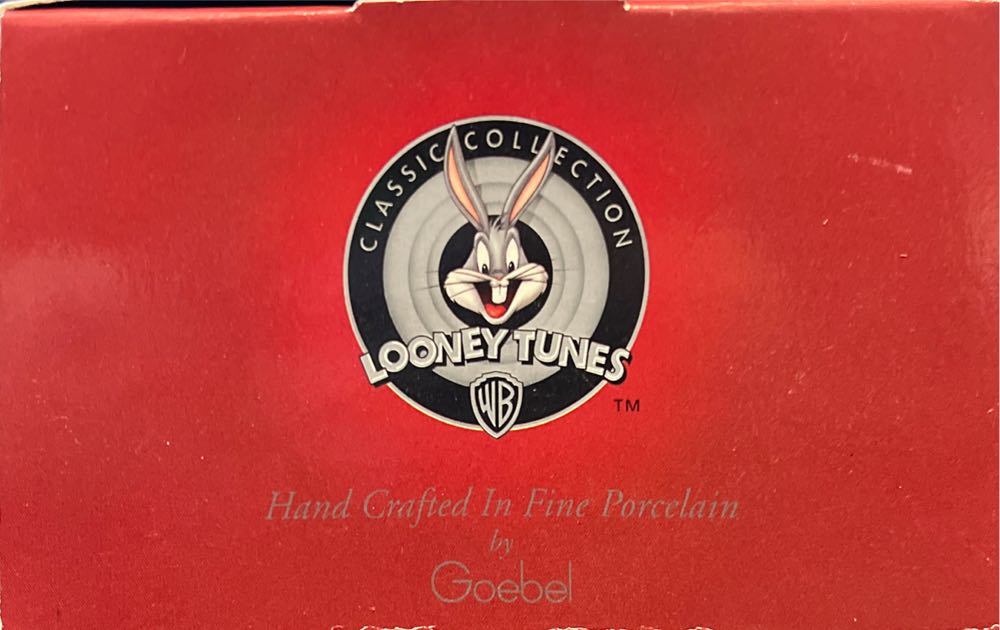 CLASSIC COLLECTION
LOONEY TUNES
WB
TM
Hand Crafted In Fine Porcelain
by
Goebel